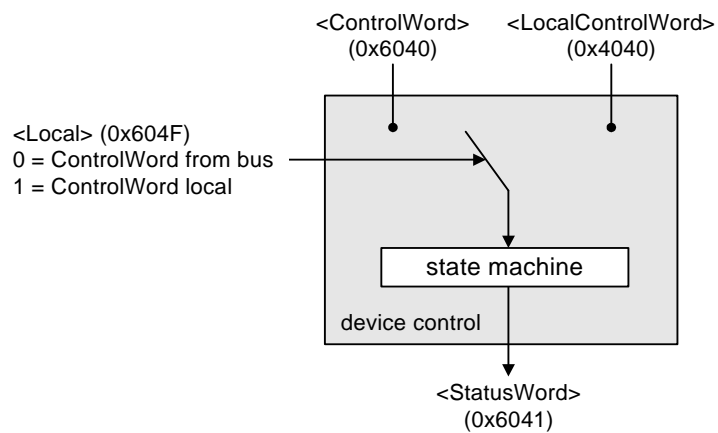 <ControlWord>
(0x6040)
<LocalControlWord>
(0x4040)
<Local> (0x604F)
0 = ControlWord from bus
1 = ControlWord local
state machine
device control
<StatusWord>
(0x6041)